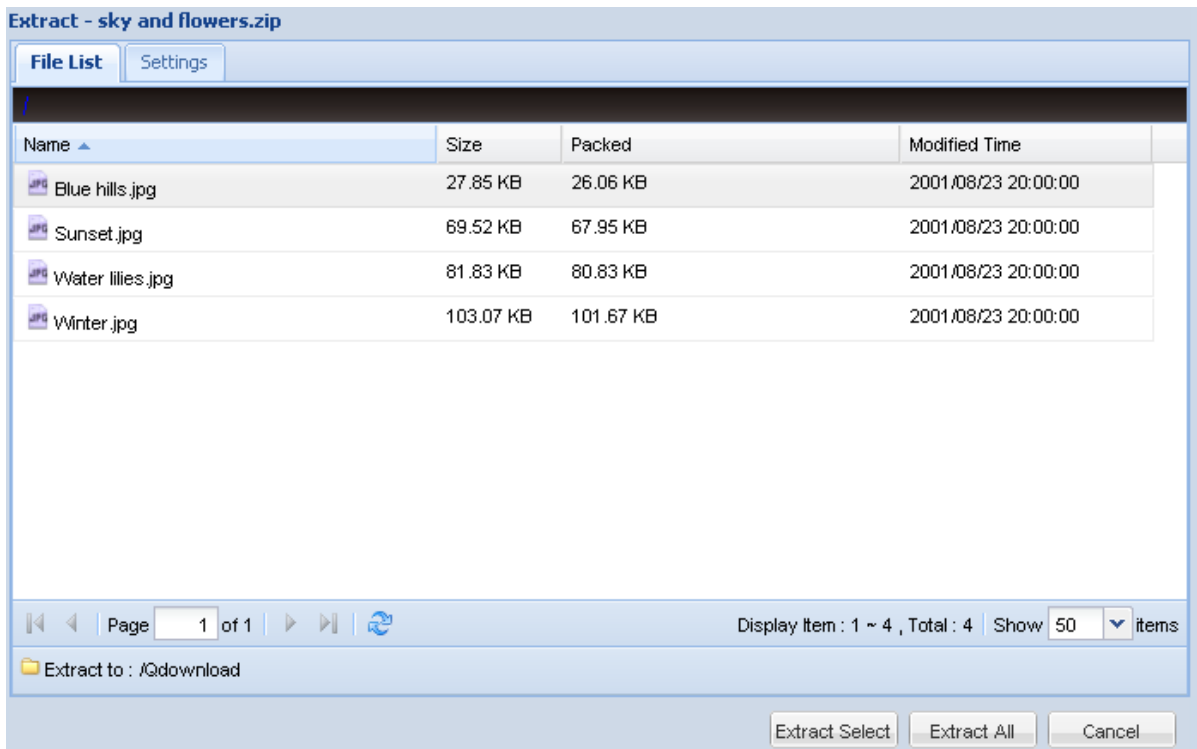 Extract - sky and flowers.zip
File List Settings
/
Name Size Packed Modified Time
JPG Blue hills.jpg 27.85 KB 26.06 KB 2001/08/23 20:00:00
JPG Sunset.jpg 69.52 KB 67.95 KB 2001/08/23 20:00:00
JPG Water lilies.jpg 81.83 KB 80.83 KB 2001/08/23 20:00:00
JPG Winter.jpg 103.07 KB 101.67 KB 2001/08/23 20:00:00
Page 1 of 1 Display Item : 1 ~ 4 , Total : 4 Show 50 items
Extract to : /Qdownload
Extract Select Extract All Cancel